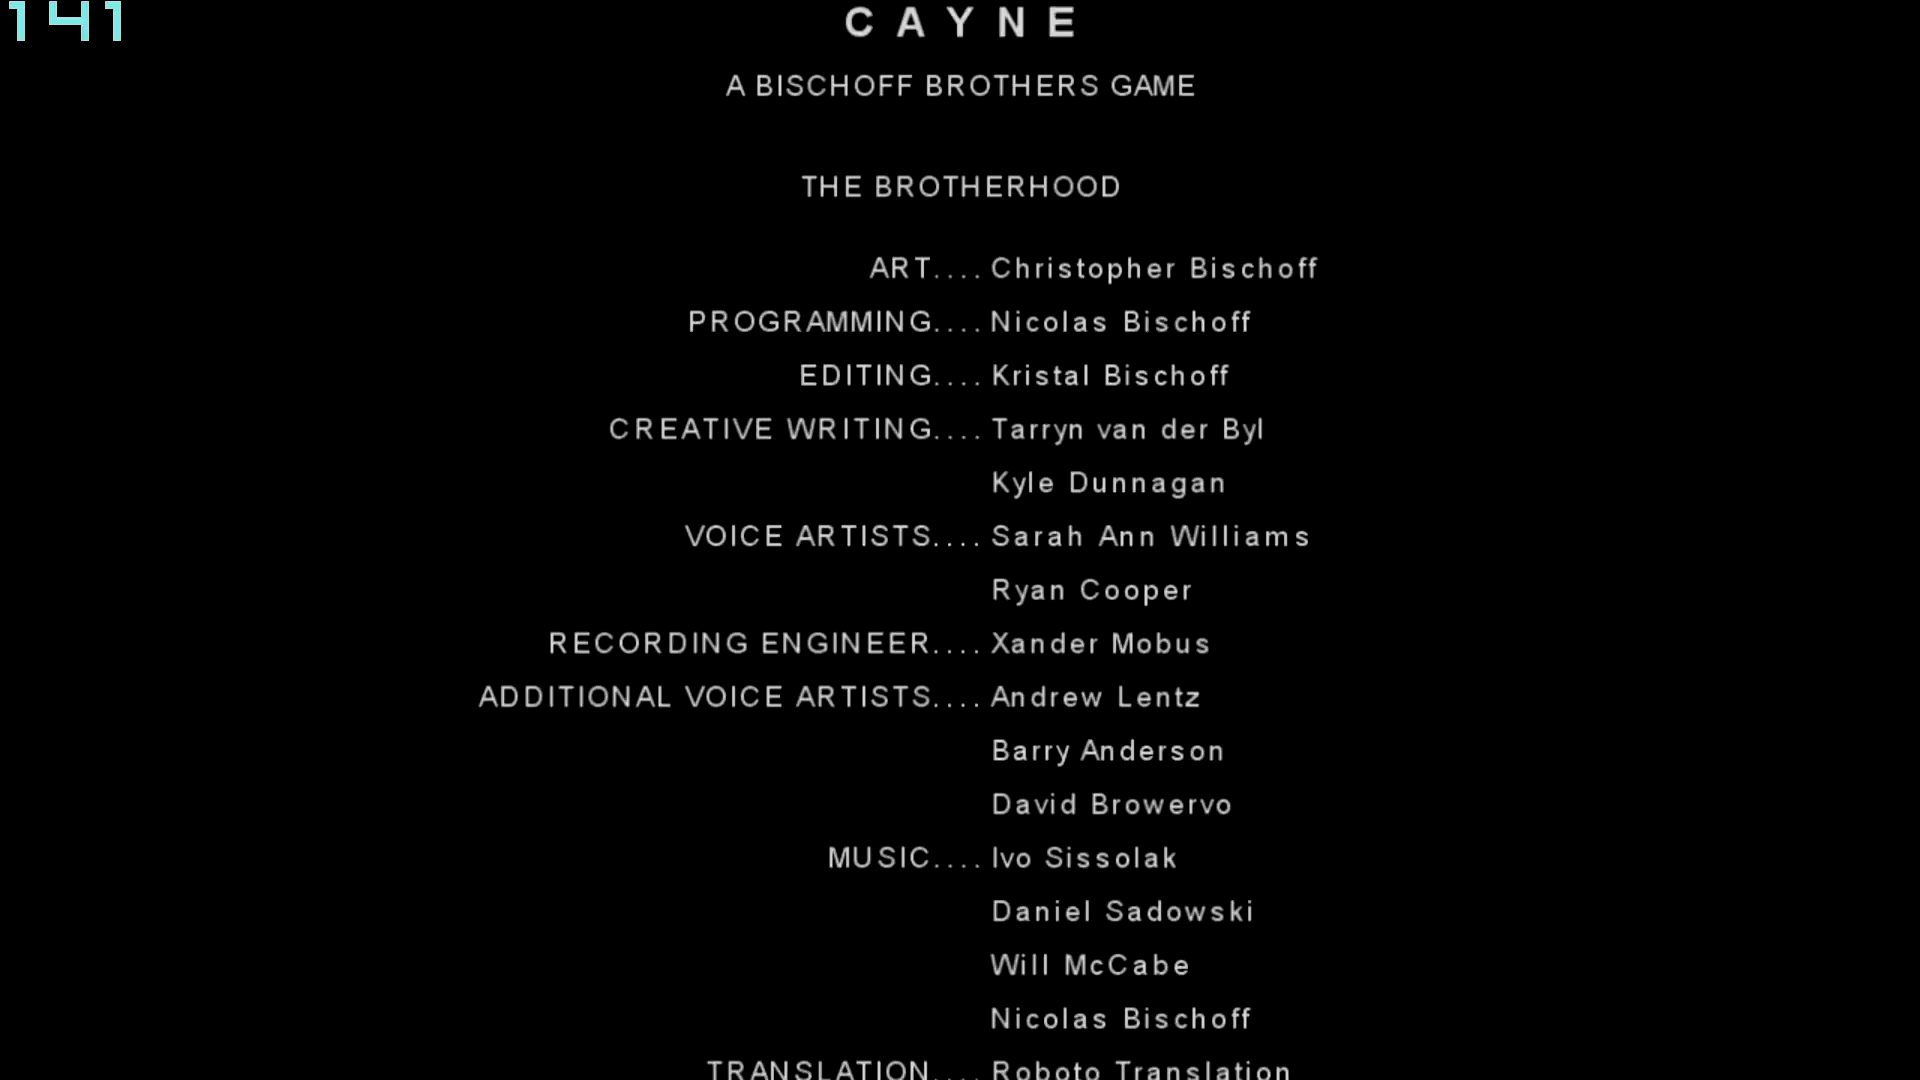 141
CAYNE
A BISCHOFF BROTHERS GAME
THE BROTHERHOOD
ART.... Christopher Bischoff
PROGRAMMING.... Nicolas Bischoff
EDITING.... Kristal Bischoff
CREATIVE WRITING.... Tarryn van der Byl
Kyle Dunnagan
VOICE ARTISTS.... Sarah Ann Williams
Ryan Cooper
RECORDING ENGINEER.... Xander Mobus
ADDITIONAL VOICE ARTISTS.... Andrew Lentz
Barry Anderson
David Browervo
MUSIC.... Ivo Sissolak
Daniel Sadowski
Will McCabe
Nicolas Bischoff
TRANSLATION.... Roboto Translation